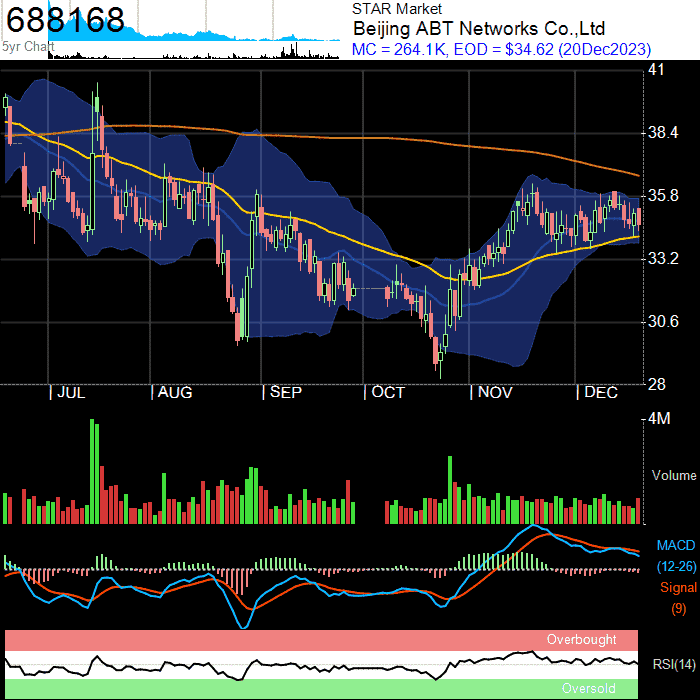 688168
STAR Market
Beijing ABT Networks Co.,Ltd
5yr Chart
MC = 264.1K, EOD = $34.62 (20Dec2023)
41
38.4
35.8
33.2
30.6
28
JUL AUG SEP OCT NOV DEC
4M
Volume
MACD
(12-26)
Signal
(9)
Overbought
RSI(14)
Oversold